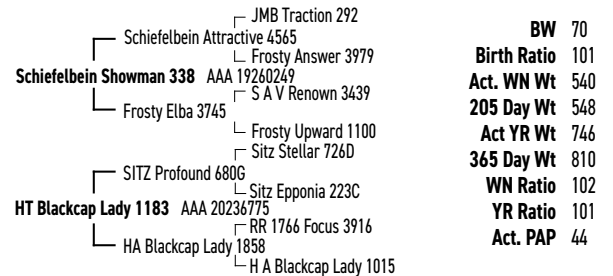 JMB Traction 292
Schiefelbein Attractive 4565
Frosty Answer 3979
Schiefelbein Showman 338 AAA 19260249
S A V Renown 3439
Frosty Elba 3745
Frosty Upward 1100
Sitz Stellar 726D
SITZ Profound 680G
Sitz Epponia 223C
HT Blackcap Lady 1183 AAA 20236775
RR 1766 Focus 3916
HA Blackcap Lady 1858
H A Blackcap Lady 1015
BW 70
Birth Ratio 101
Act. WN Wt 540
205 Day Wt 548
Act YR Wt 746
365 Day Wt 810
WN Ratio 102
YR Ratio 101
Act. PAP 44